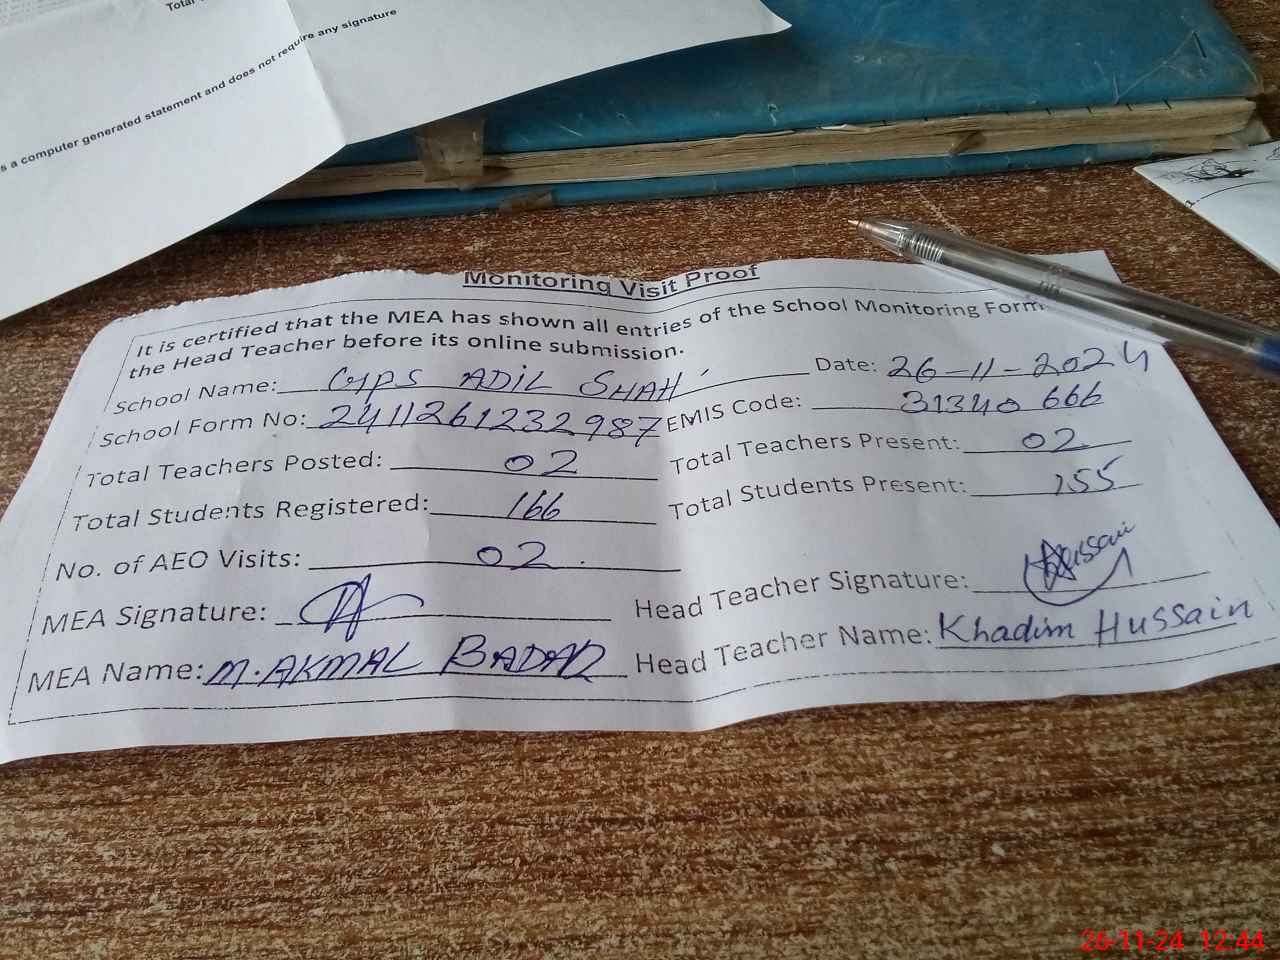 Total
s a computer generated statement and does not require any signature
Monitoring Visit Proof
It is certified that the MEA has shown all entries of the School Monitoring Form
the Head Teacher before its online submission.
School Name: GPS ADIL SHAH Date: 26-11-2024
School Form No: 2411261232987 EMIS Code: 31340666
Total Teachers Posted: 02 Total Teachers Present: 02
Total Students Registered: 166 Total Students Present: 155
No. of AEO Visits: 02
MEA Signature: Head Teacher Signature: Hussain
MEA Name: M. AKMAL Head Teacher Name: Khadim Hussain
1.
26-11-24 12:44